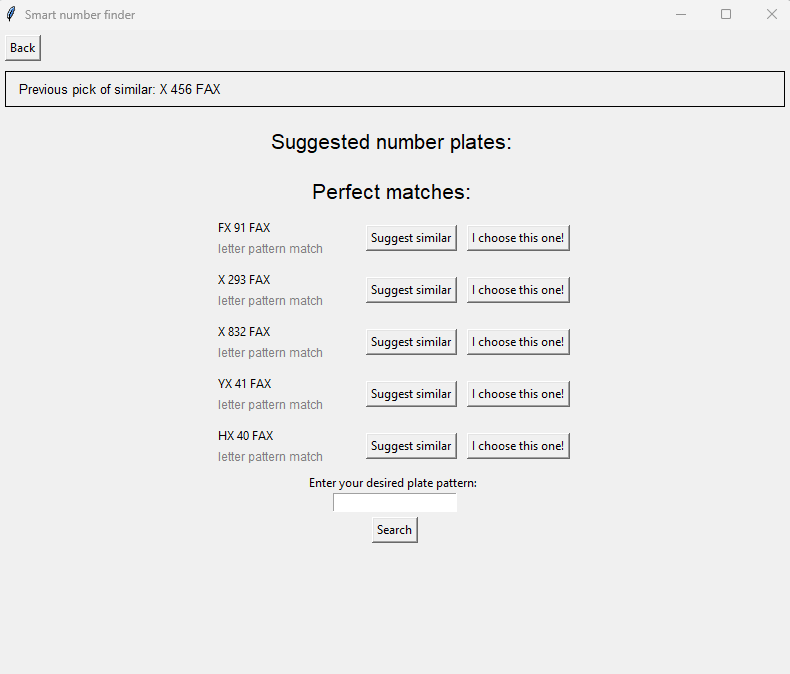 Smart number finder
Back
Previous pick of similar: X 456 FAX
Suggested number plates:
Perfect matches:
FX 91 FAX
letter pattern match
Suggest similar
I choose this one!
X 293 FAX
letter pattern match
Suggest similar
I choose this one!
X 832 FAX
letter pattern match
Suggest similar
I choose this one!
YX 41 FAX
letter pattern match
Suggest similar
I choose this one!
HX 40 FAX
letter pattern match
Suggest similar
I choose this one!
Enter your desired plate pattern:
Search